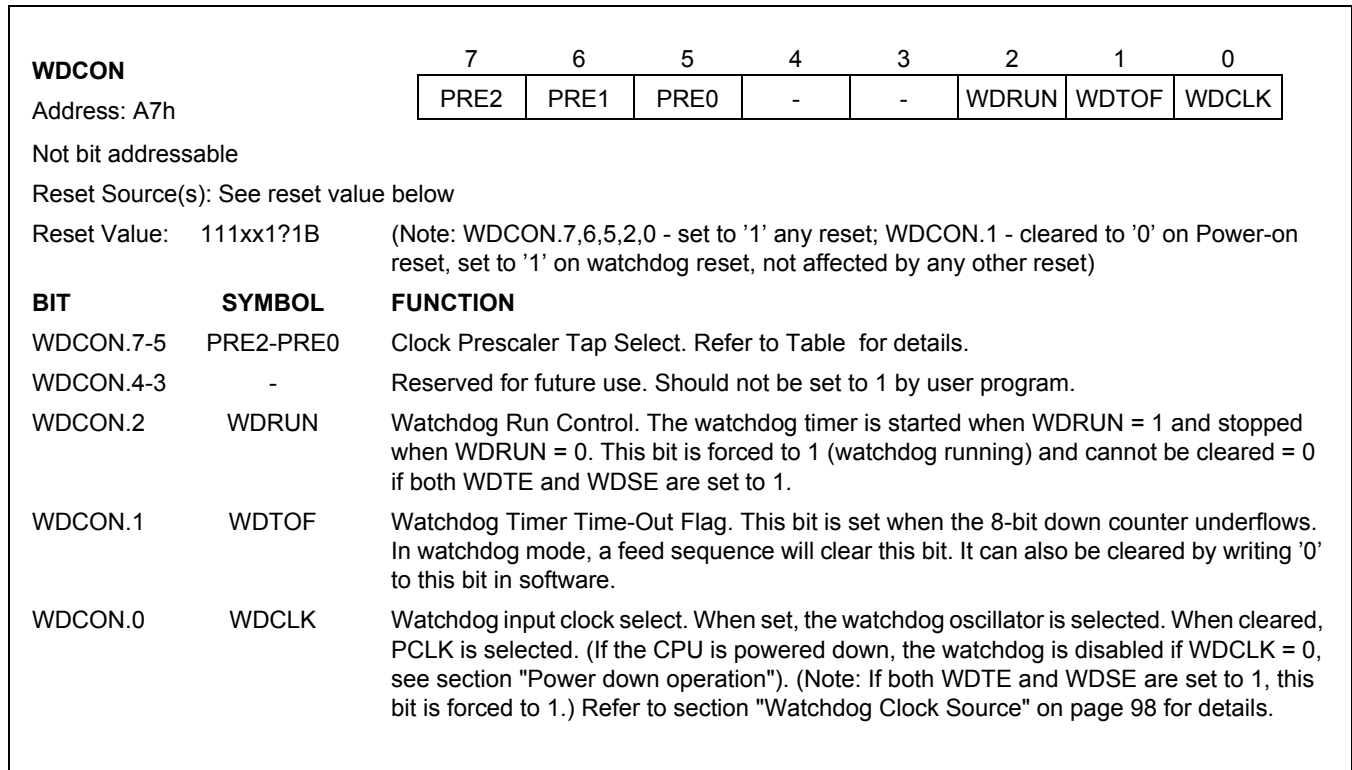 7 6 5 4 3 2 1 0
WDCON
PRE2 PRE1 PRE0 - - WDRUN WDTOF WDCLK
Address: A7h
Not bit addressable
Reset Source(s): See reset value below
Reset Value: 111xx1?1B (Note: WDCON.7,6,5,2,0 - set to ’1’ any reset; WDCON.1 - cleared to ’0’ on Power-on
reset, set to ’1’ on watchdog reset, not affected by any other reset)
BIT SYMBOL FUNCTION
WDCON.7-5 PRE2-PRE0 Clock Prescaler Tap Select. Refer to Table for details.
WDCON.4-3 - Reserved for future use. Should not be set to 1 by user program.
WDCON.2 WDRUN Watchdog Run Control. The watchdog timer is started when WDRUN = 1 and stopped
when WDRUN = 0. This bit is forced to 1 (watchdog running) and cannot be cleared = 0
if both WDTE and WDSE are set to 1.
WDCON.1 WDTOF Watchdog Timer Time-Out Flag. This bit is set when the 8-bit down counter underflows.
In watchdog mode, a feed sequence will clear this bit. It can also be cleared by writing ’0’
to this bit in software.
WDCON.0 WDCLK Watchdog input clock select. When set, the watchdog oscillator is selected. When cleared,
PCLK is selected. (If the CPU is powered down, the watchdog is disabled if WDCLK = 0,
see section "Power down operation"). (Note: If both WDTE and WDSE are set to 1, this
bit is forced to 1.) Refer to section "Watchdog Clock Source" on page 98 for details.